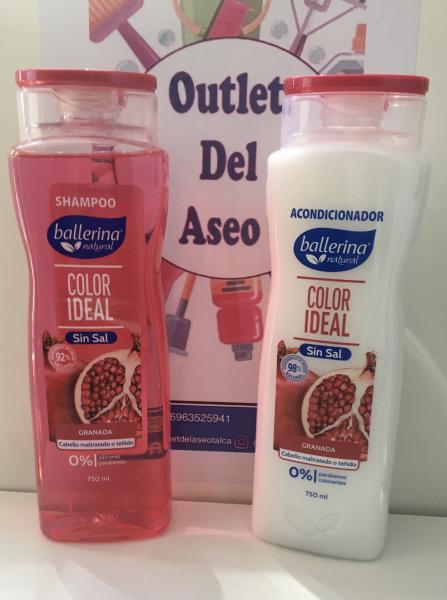 Outlet
Del
Aseo
6963525941
etdelaseotalca
SHAMPOO
ballerina
natural
COLOR
IDEAL
Sin Sal
92%
GRANADA
Cabello maltratado o teñido
0% siliconas
parabenos
750 ml
ACONDICIONADOR
ballerina
natural
COLOR
IDEAL
Sin Sal
98%
GRANADA
Cabello maltratado o teñido
0% parabenos
colorantes
750 ml